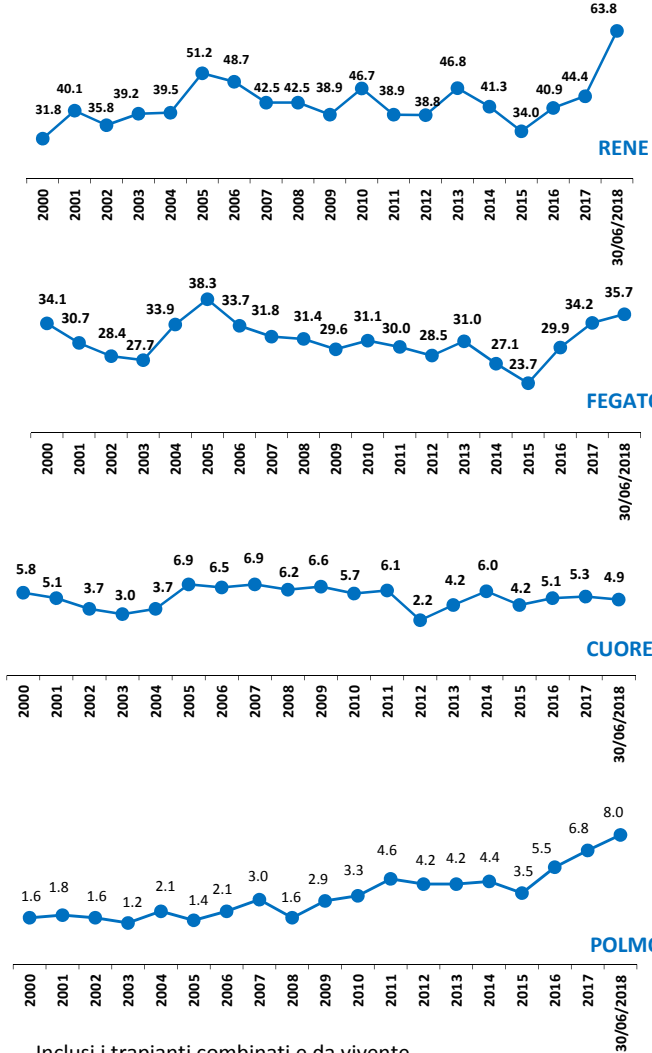 31.8 40.1 35.8 39.2 39.5 51.2 48.7 42.5 42.5 38.9 46.7 38.9 38.8 46.8 41.3 34.0 40.9 44.4 63.8
RENE
2000 2001 2002 2003 2004 2005 2006 2007 2008 2009 2010 2011 2012 2013 2014 2015 2016 2017 30/06/2018
34.1 30.7 28.4 27.7 33.9 38.3 33.7 31.8 31.4 29.6 31.1 30.0 28.5 31.0 27.1 23.7 29.9 34.2 35.7
FEGATO
2000 2001 2002 2003 2004 2005 2006 2007 2008 2009 2010 2011 2012 2013 2014 2015 2016 2017 30/06/2018
5.8 5.1 3.7 3.0 3.7 6.9 6.5 6.9 6.2 6.6 5.7 6.1 2.2 4.2 6.0 4.2 5.1 5.3 4.9
CUORE
2000 2001 2002 2003 2004 2005 2006 2007 2008 2009 2010 2011 2012 2013 2014 2015 2016 2017 30/06/2018
1.6 1.8 1.6 1.2 2.1 1.4 2.1 3.0 1.6 2.9 3.3 4.6 4.2 4.2 4.4 3.5 5.5 6.8 8.0
POLMO
2000 2001 2002 2003 2004 2005 2006 2007 2008 2009 2010 2011 2012 2013 2014 2015 2016 2017 30/06/2018
Inclusi i trapianti combinati e da vivente